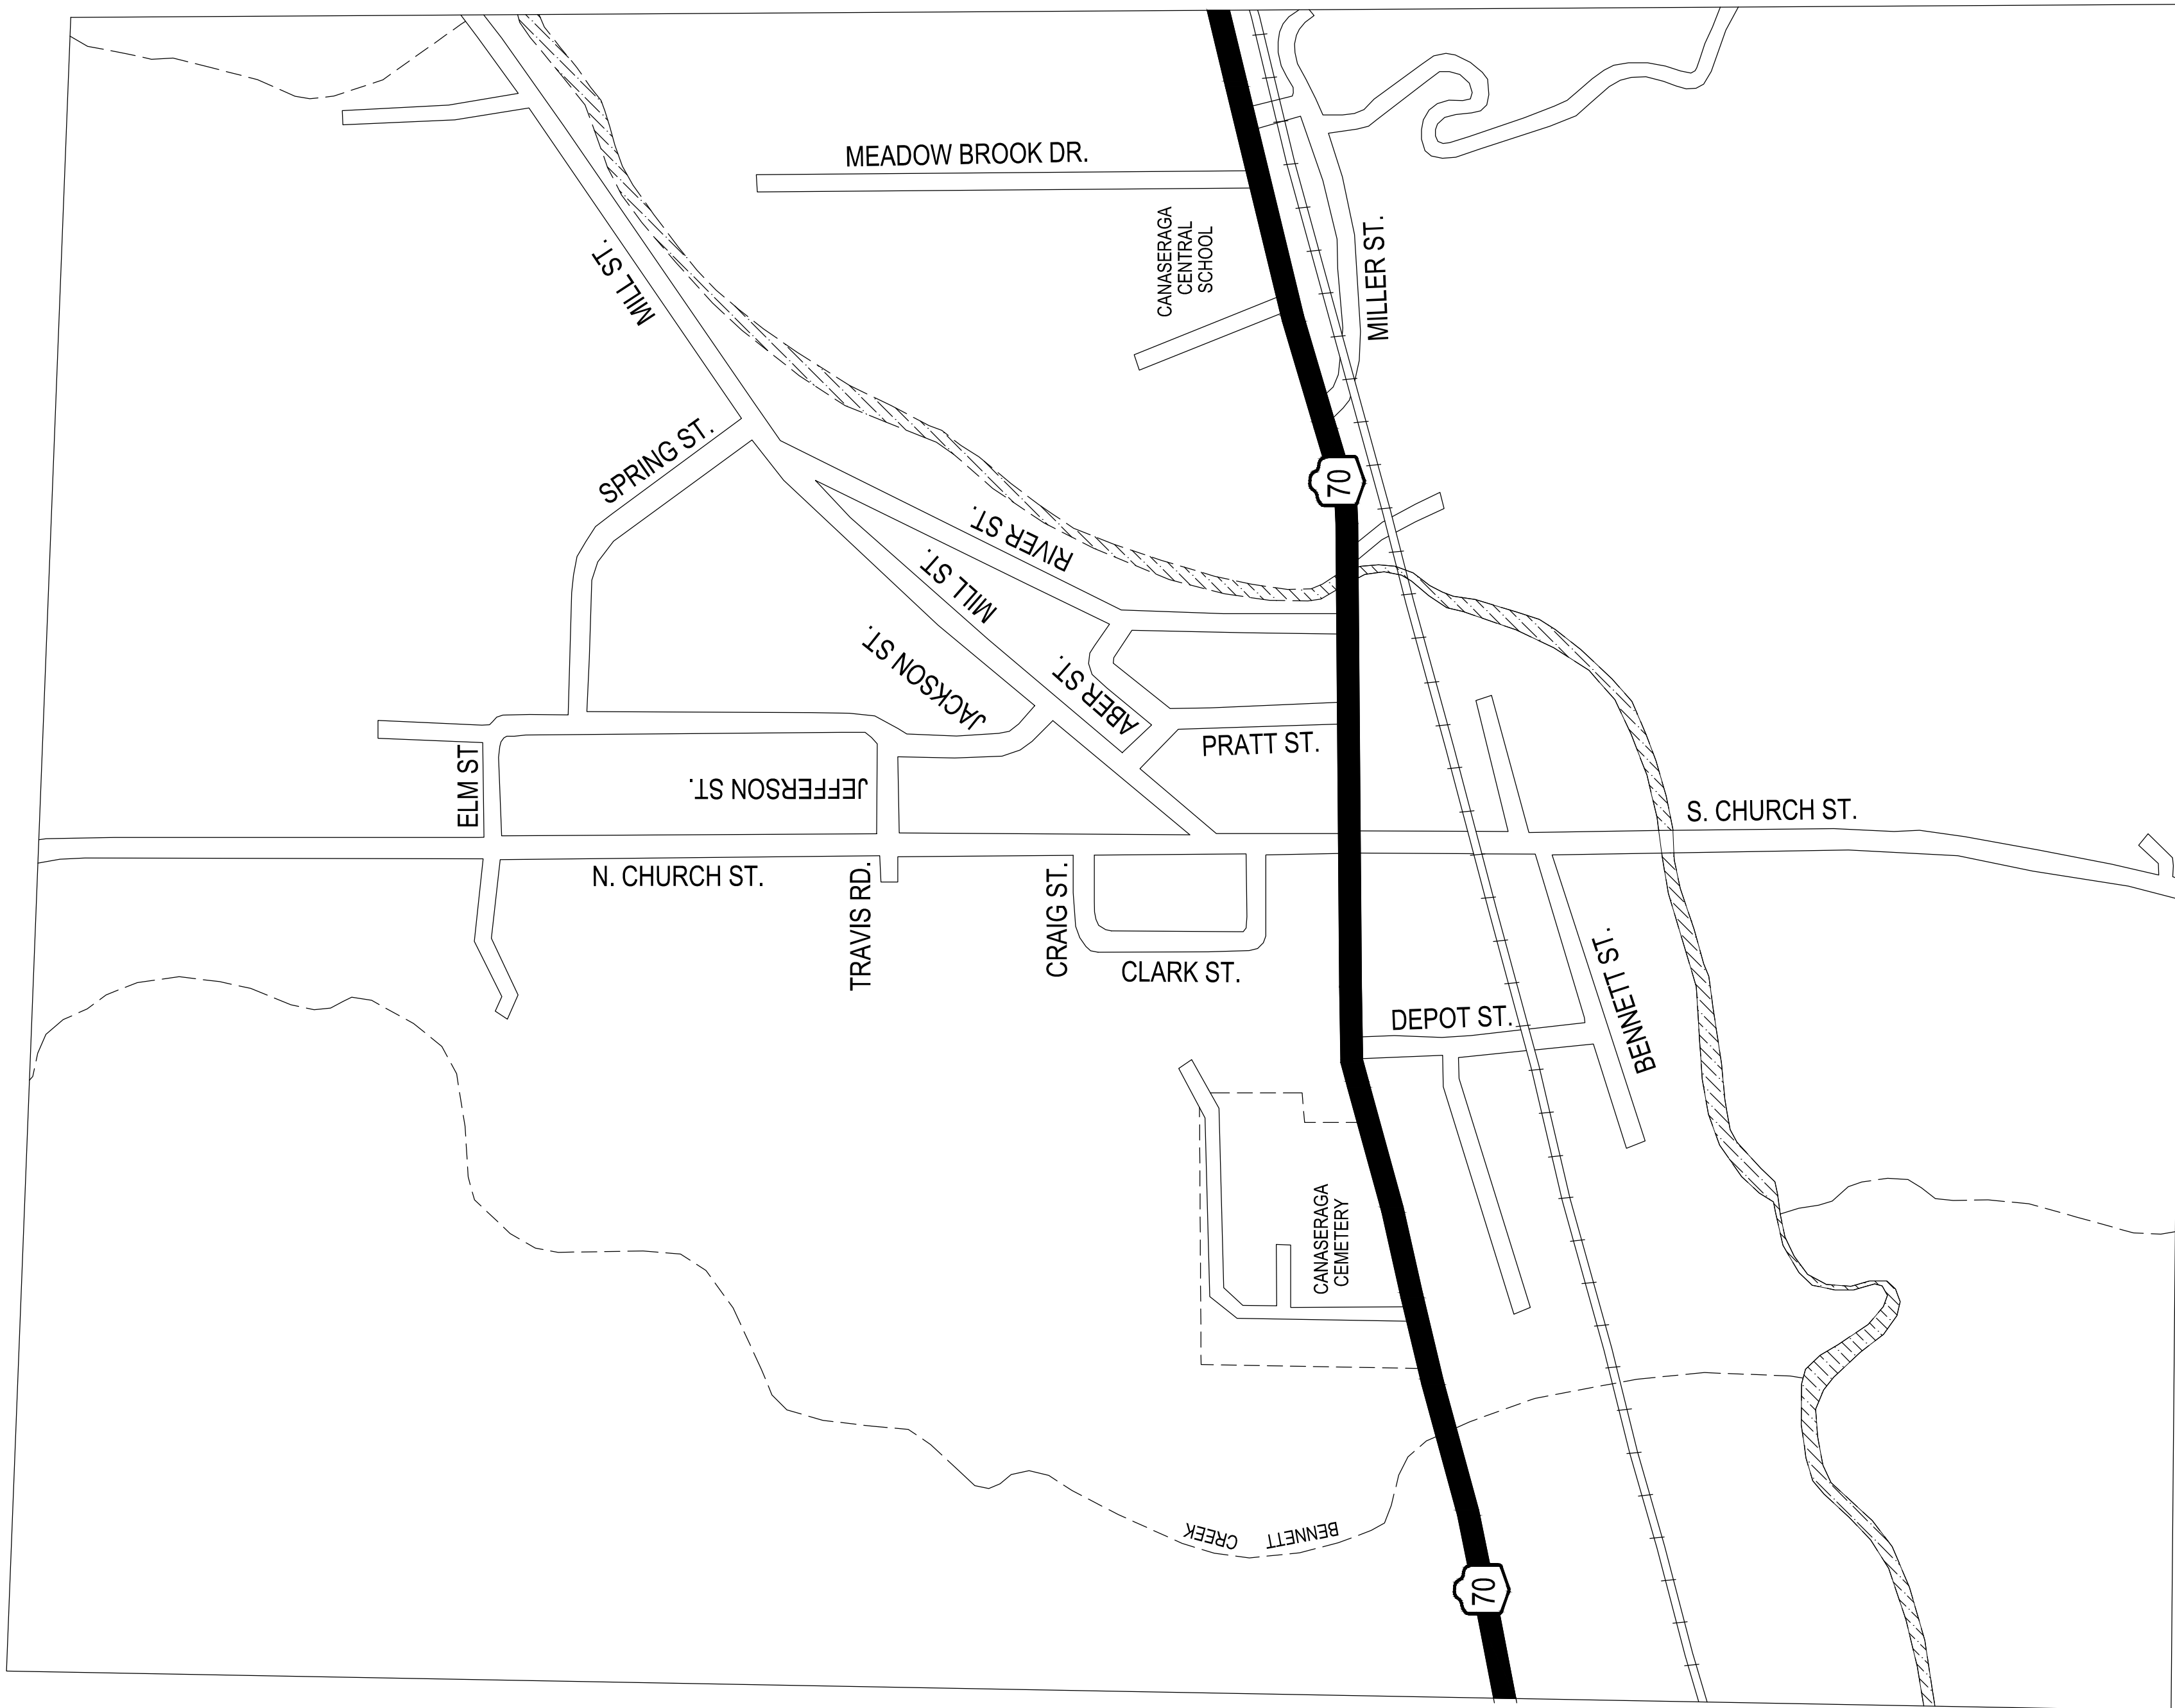 MEADOW BROOK DR.
CANASERAGA
CENTRAL
SCHOOL
MILLER ST.
MILL ST.
SPRING ST.
70
RIVER ST.
MILL ST.
JACKSON ST.
ABER ST.
PRATT ST.
ELM ST
JEFFERSON ST.
S. CHURCH ST.
N. CHURCH ST.
TRAVIS RD.
CRAIG ST.
CLARK ST.
BENNETT ST.
DEPOT ST.
CANASERAGA
CEMETERY
BENNETT CREEK
70